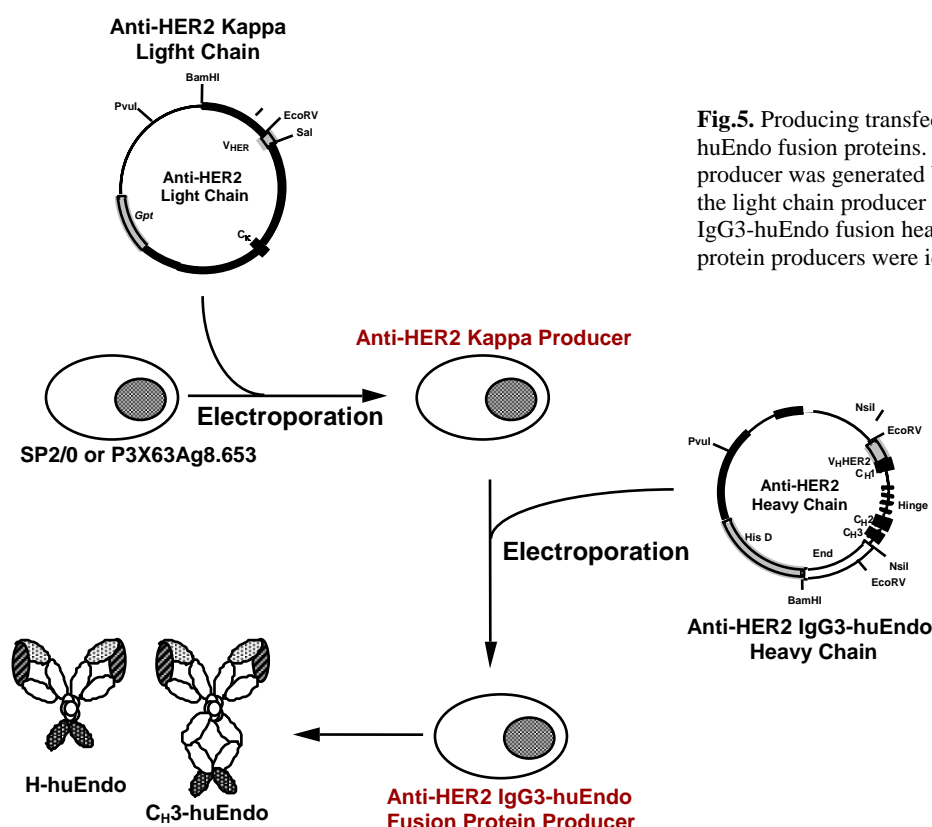 Anti-HER2 Kappa
Ligfht Chain
BamHI
PvuI
EcoRV
Sal
VHER
Anti-HER2
Light Chain
Gpt
Cκ
Fig.5. Producing transfec
huEndo fusion proteins.
producer was generated
the light chain producer
IgG3-huEndo fusion hea
protein producers were i
Anti-HER2 Kappa Producer
Electroporation
SP2/0 or P3X63Ag8.653
NsiI
EcoRV
PvuI
VHHER2
CH1
Anti-HER2
Heavy Chain
Hinge
CH2
CH3
His D
End
NsiI
EcoRV
BamHI
Electroporation
Anti-HER2 IgG3-huEndo
Heavy Chain
H-huEndo
CH3-huEndo
Anti-HER2 IgG3-huEndo
Fusion Protein Producer